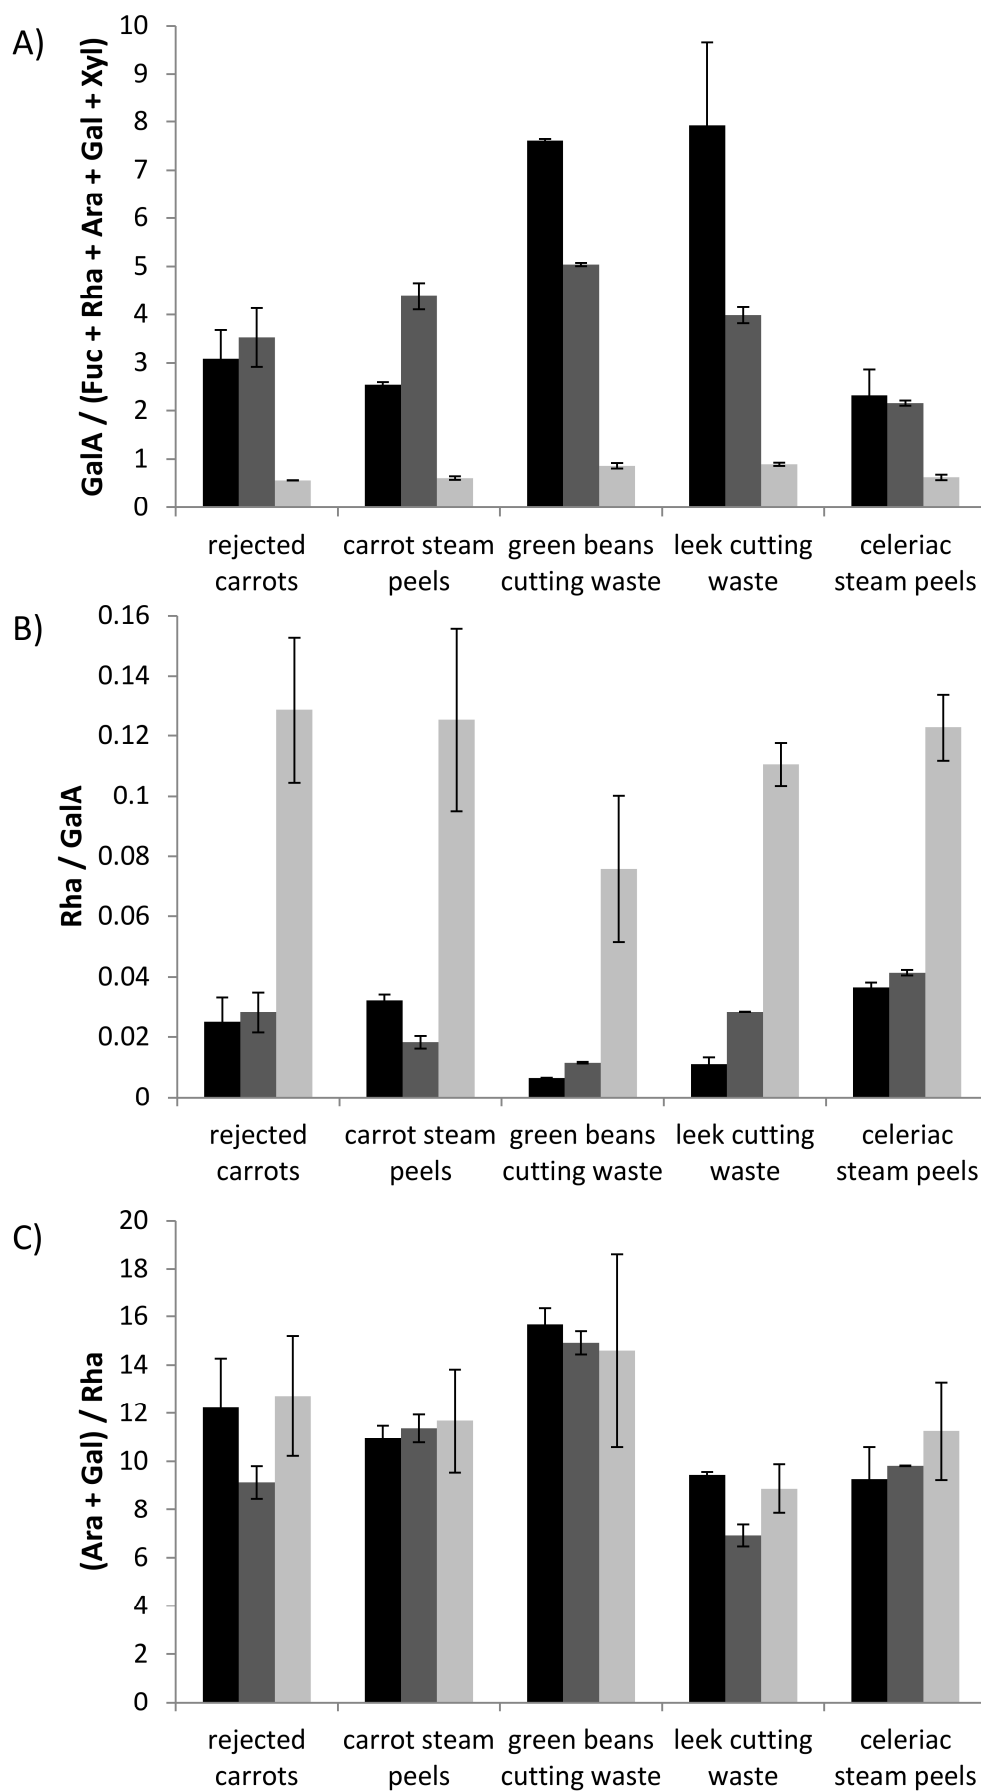 A)
GalA / (Fuc + Rha + Ara + Gal + Xyl)
10
9
8
7
6
5
4
3
2
1
0
rejected carrots
carrot steam peels
green beans cutting waste
leek cutting waste
celeriac steam peels
B)
Rha / GalA
0.16
0.14
0.12
0.1
0.08
0.06
0.04
0.02
0
rejected carrots
carrot steam peels
green beans cutting waste
leek cutting waste
celeriac steam peels
C)
(Ara + Gal) / Rha
20
18
16
14
12
10
8
6
4
2
0
rejected carrots
carrot steam peels
green beans cutting waste
leek cutting waste
celeriac steam peels